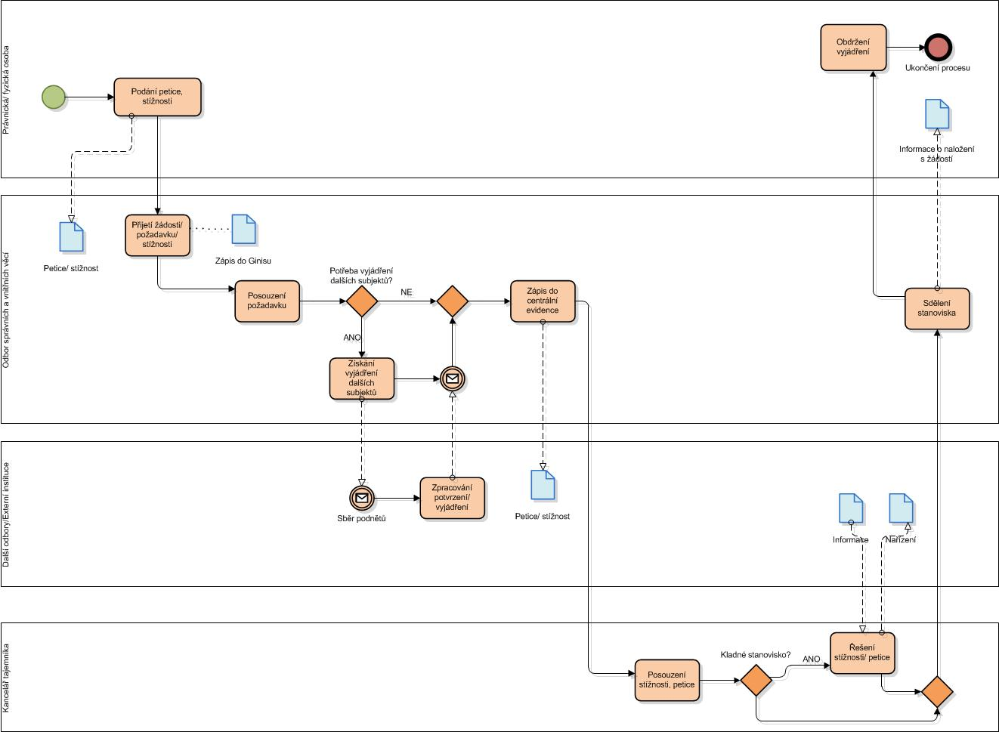 Právnická/ fyzická osoba
Podání petice,
stížnosti
Obdržení
vyjádření
Ukončení procesu
Informace o naložení
s žádostí
Odbor správních a vnitřních věcí
Petice/ stížnost
Přijetí žádosti/
požadavku/
stížnosti
Zápis do Ginisu
Posouzení
požadavku
Potřeba vyjádření
dalších subjektů?
NE
ANO
Získání
vyjádření
dalších
subjektů
Zápis do
centrální
evidence
Sdělení
stanoviska
Další odbory/Externí instituce
Sběr podnětů
Zpracování
potvrzení/
vyjádření
Petice/ stížnost
Informace
Nařízení
Kancelář tajemníka
Posouzení
stížnosti, petice
Kladné stanovisko?
ANO
Řešení
stížnosti/ petice